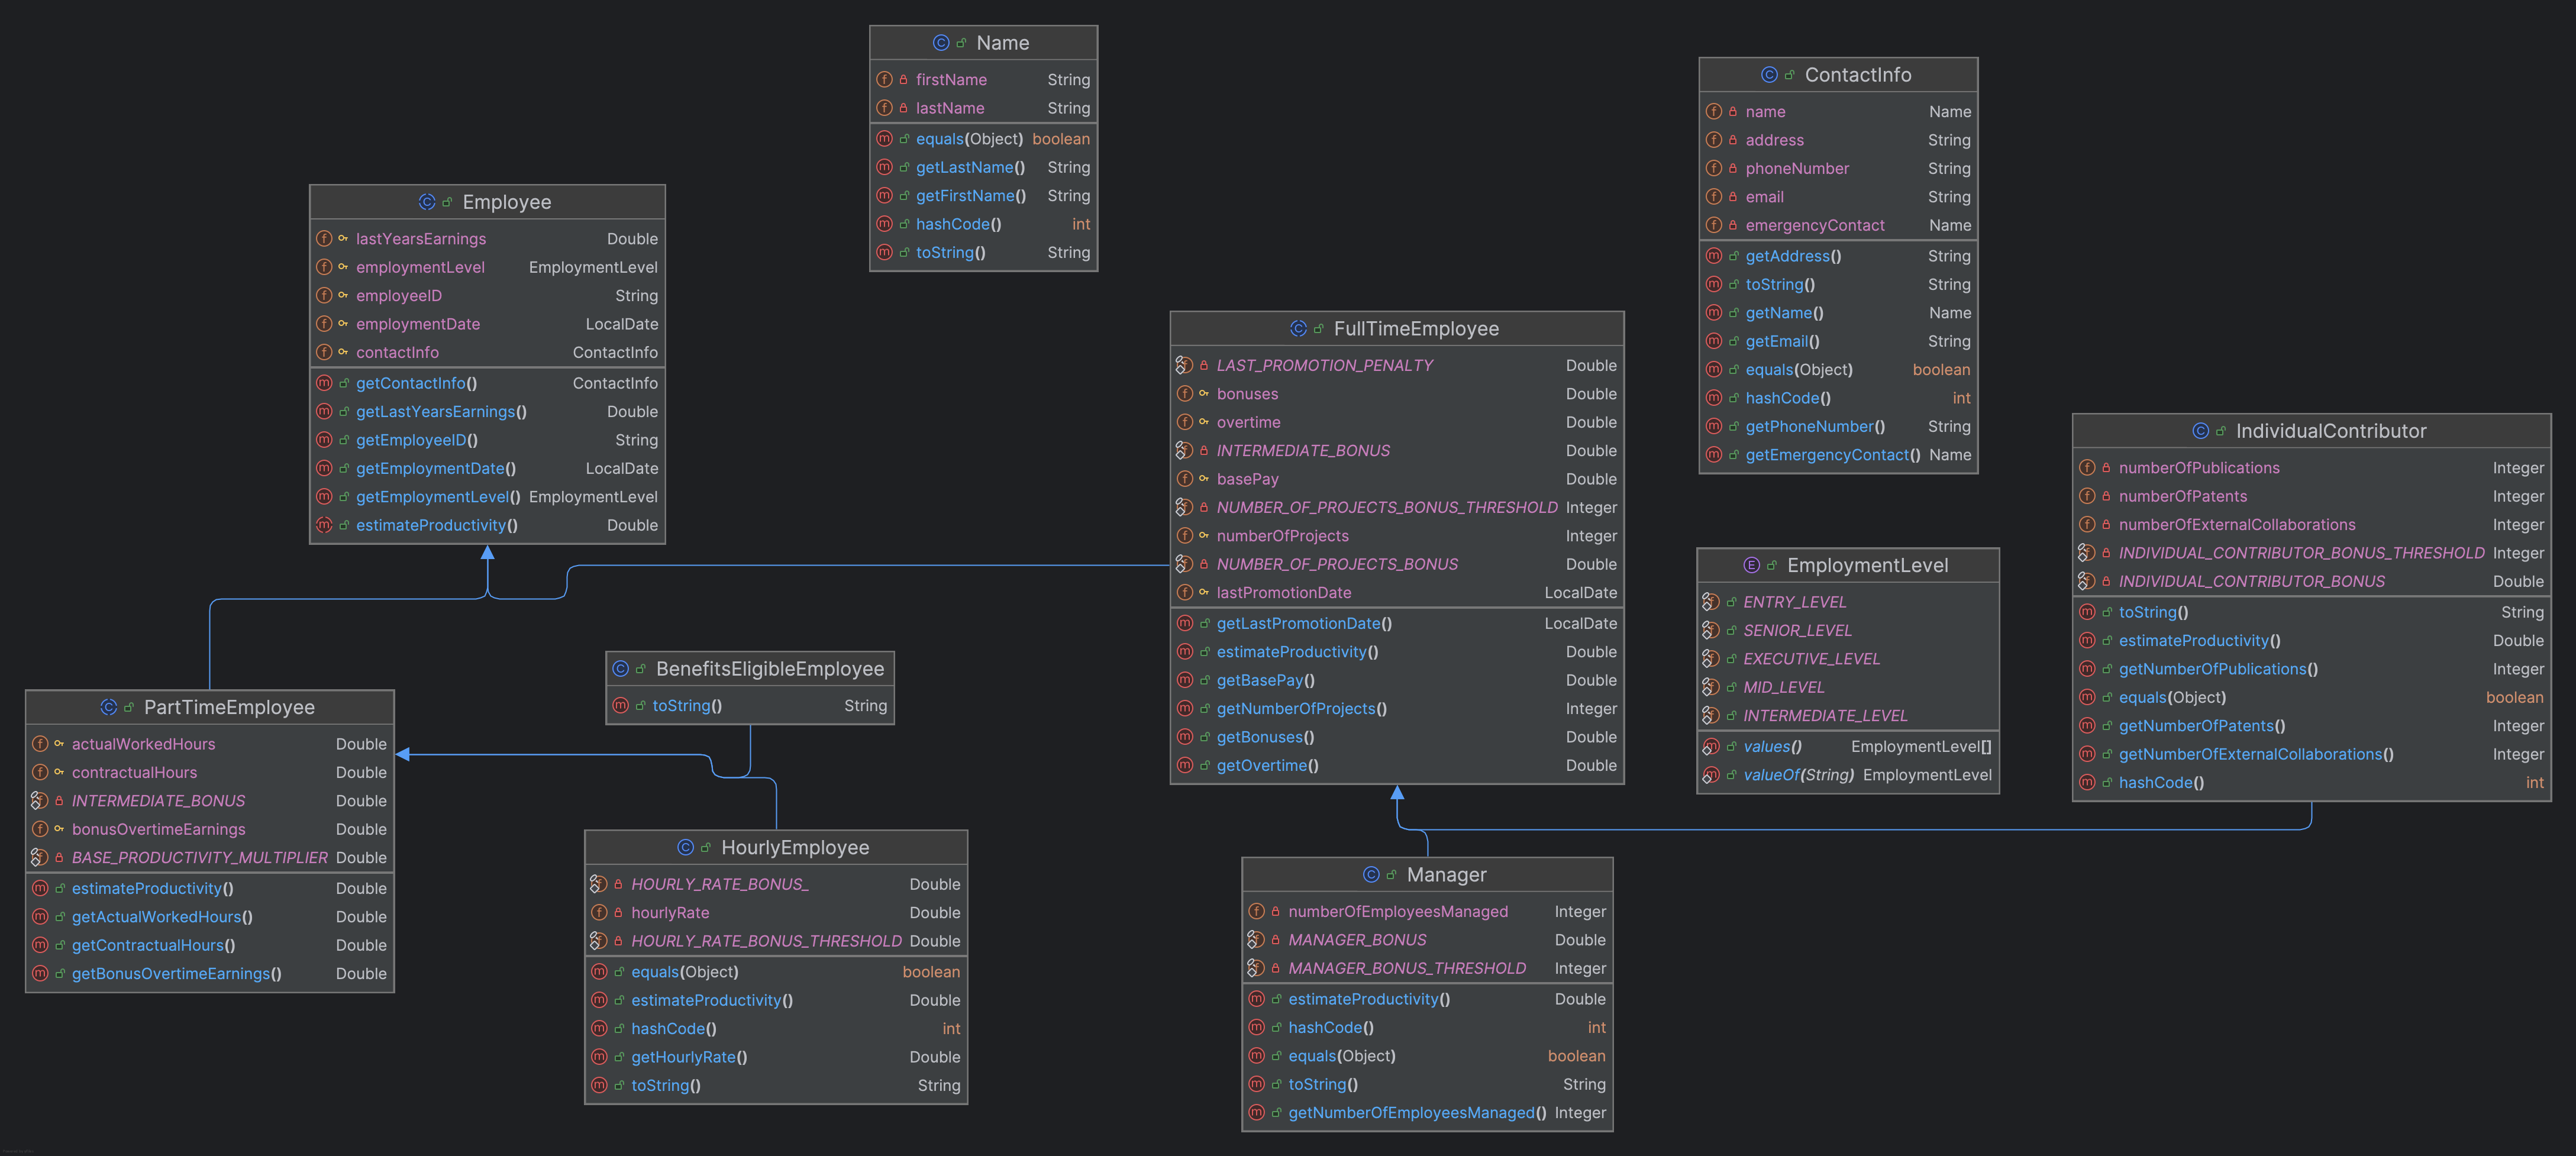 Name
firstName String
lastName String
equals(Object) boolean
getLastName() String
getFirstName() String
hashCode() int
toString() String
ContactInfo
name Name
address String
phoneNumber String
email String
emergencyContact Name
getAddress() String
toString() String
getName() Name
getEmail() String
equals(Object) boolean
hashCode() int
getPhoneNumber() String
getEmergencyContact() Name
Employee
lastYearsEarnings Double
employmentLevel EmploymentLevel
employeeID String
employmentDate LocalDate
contactInfo ContactInfo
getContactInfo() ContactInfo
getLastYearsEarnings() Double
getEmployeeID() String
getEmploymentDate() LocalDate
getEmploymentLevel() EmploymentLevel
estimateProductivity() Double
FullTimeEmployee
LAST_PROMOTION_PENALTY Double
bonuses Double
overtime Double
INTERMEDIATE_BONUS Double
basePay Double
NUMBER_OF_PROJECTS_BONUS_THRESHOLD Integer
numberOfProjects Integer
NUMBER_OF_PROJECTS_BONUS Double
lastPromotionDate LocalDate
getLastPromotionDate() LocalDate
estimateProductivity() Double
getBasePay() Double
getNumberOfProjects() Integer
getBonuses() Double
getOvertime() Double
IndividualContributor
numberOfPublications Integer
numberOfPatents Integer
numberOfExternalCollaborations Integer
INDIVIDUAL_CONTRIBUTOR_BONUS_THRESHOLD Integer
INDIVIDUAL_CONTRIBUTOR_BONUS Double
toString() String
estimateProductivity() Double
getNumberOfPublications() Integer
equals(Object) boolean
getNumberOfPatents() Integer
getNumberOfExternalCollaborations() Integer
hashCode() int
EmploymentLevel
ENTRY_LEVEL
SENIOR_LEVEL
EXECUTIVE_LEVEL
MID_LEVEL
INTERMEDIATE_LEVEL
values() EmploymentLevel[]
valueOf(String) EmploymentLevel
BenefitsEligibleEmployee
toString() String
PartTimeEmployee
actualWorkedHours Double
contractualHours Double
INTERMEDIATE_BONUS Double
bonusOvertimeEarnings Double
BASE_PRODUCTIVITY_MULTIPLIER Double
estimateProductivity() Double
getActualWorkedHours() Double
getContractualHours() Double
getBonusOvertimeEarnings() Double
HourlyEmployee
HOURLY_RATE_BONUS_ Double
hourlyRate Double
HOURLY_RATE_BONUS_THRESHOLD Double
equals(Object) boolean
estimateProductivity() Double
hashCode() int
getHourlyRate() Double
toString() String
Manager
numberOfEmployeesManaged Integer
MANAGER_BONUS Double
MANAGER_BONUS_THRESHOLD Integer
estimateProductivity() Double
hashCode() int
equals(Object) boolean
toString() String
getNumberOfEmployeesManaged() Integer